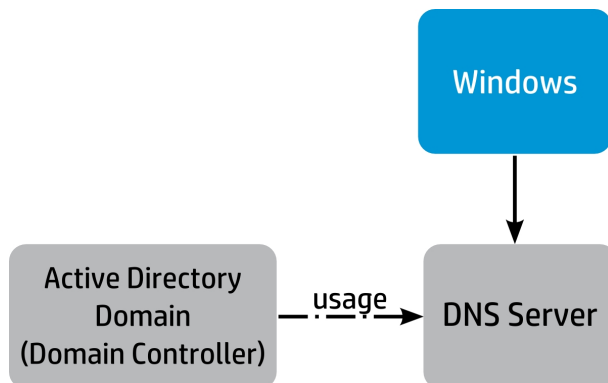 Windows
Active Directory
Domain
(Domain Controller)
usage
DNS Server